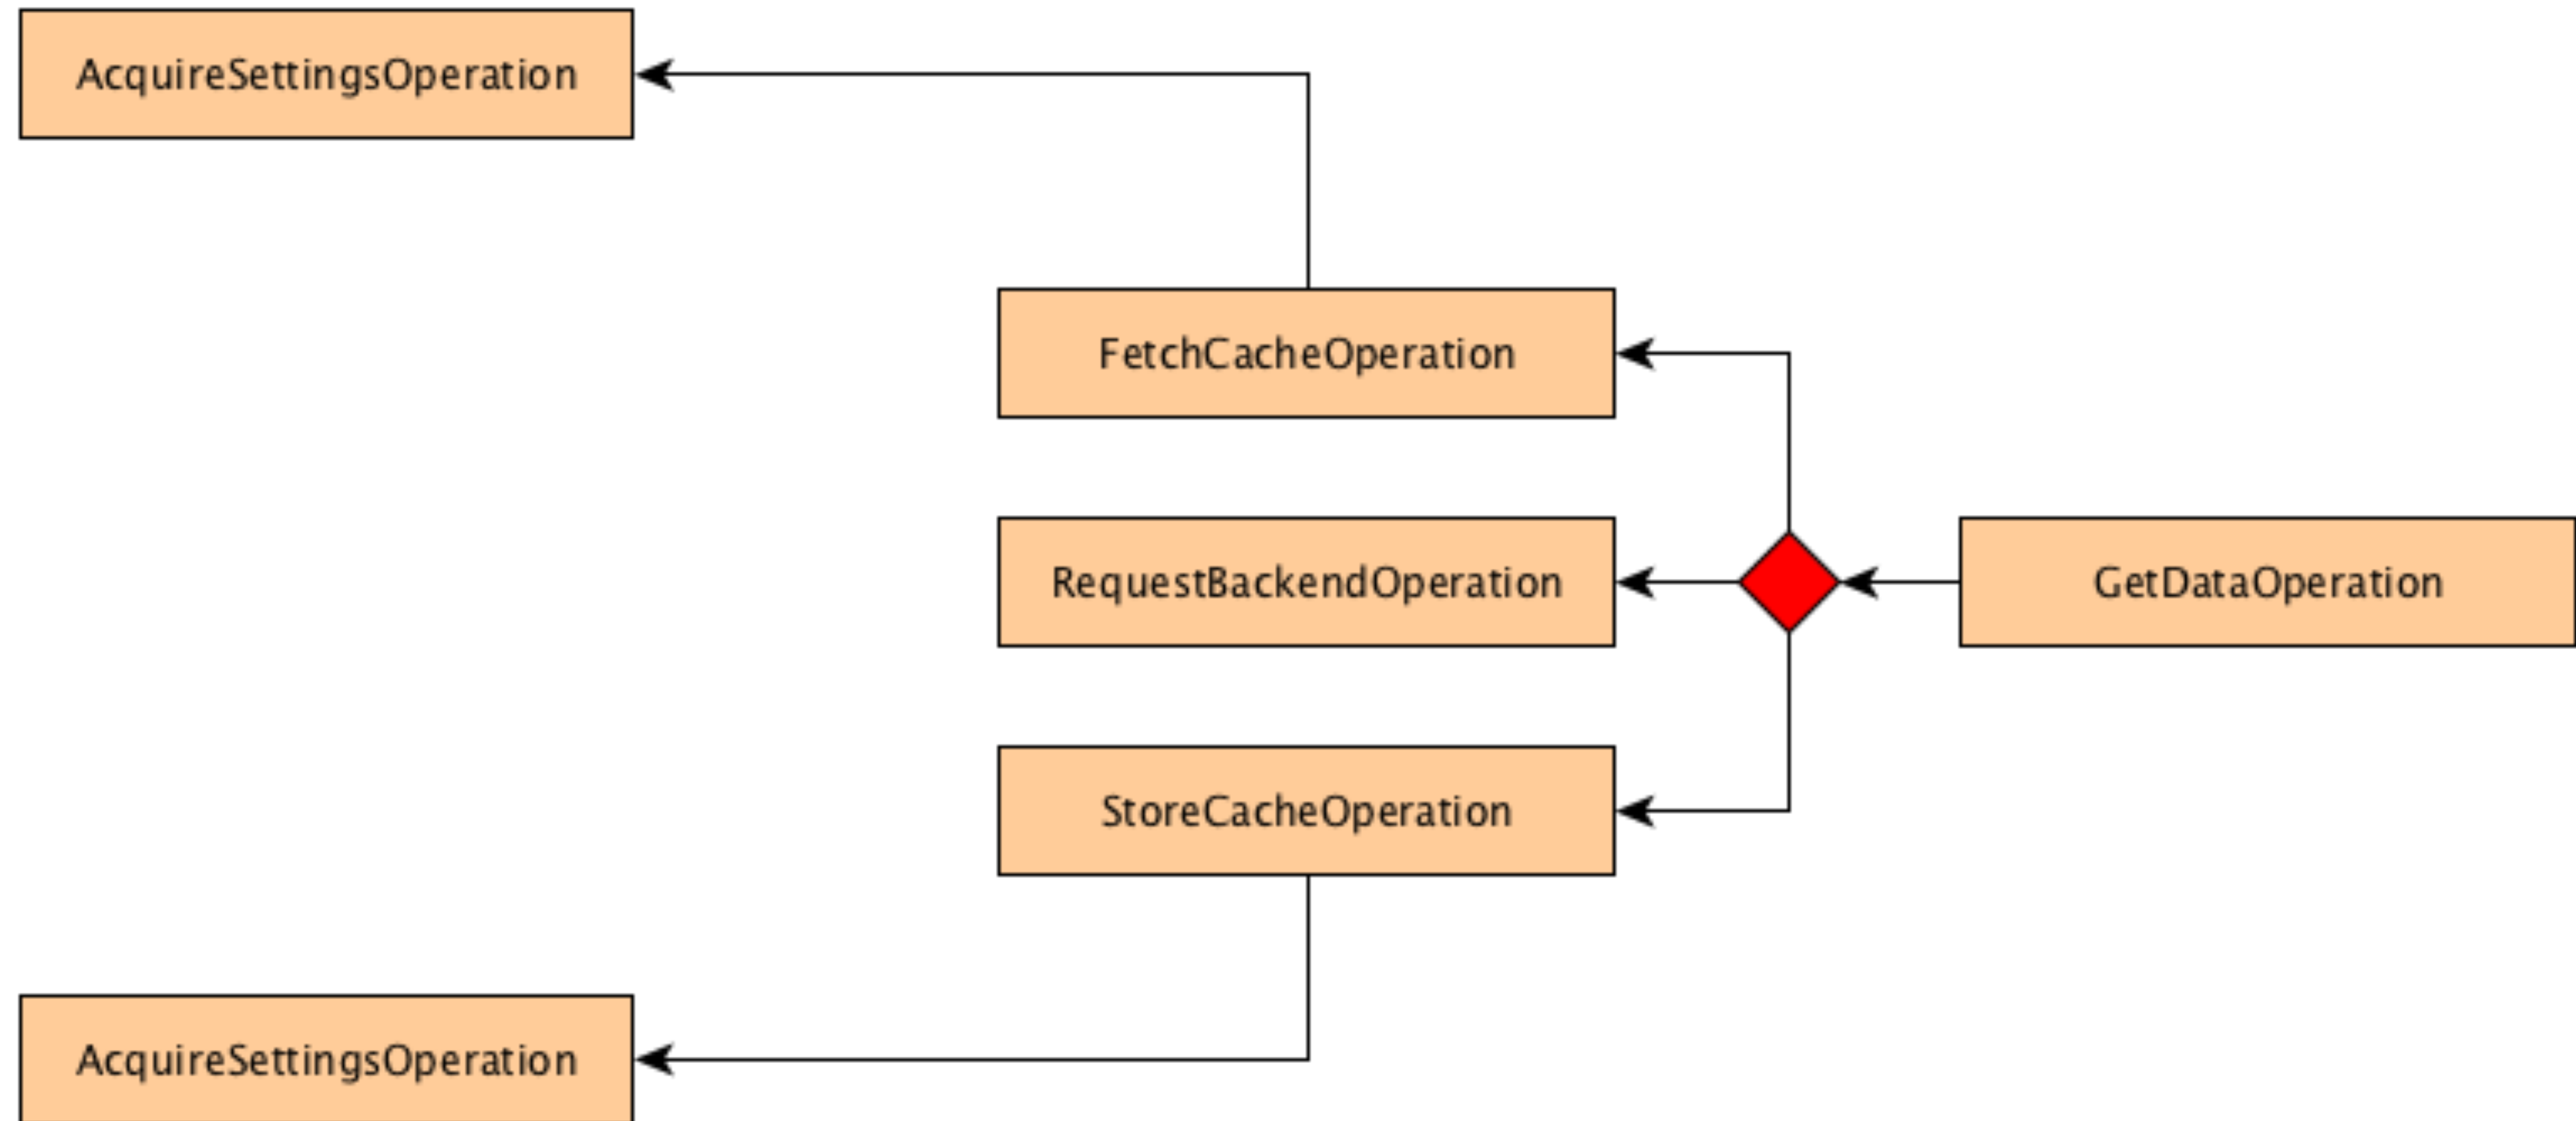 AcquireSettingsOperation
FetchCacheOperation
RequestBackendOperation
GetDataOperation
StoreCacheOperation
AcquireSettingsOperation